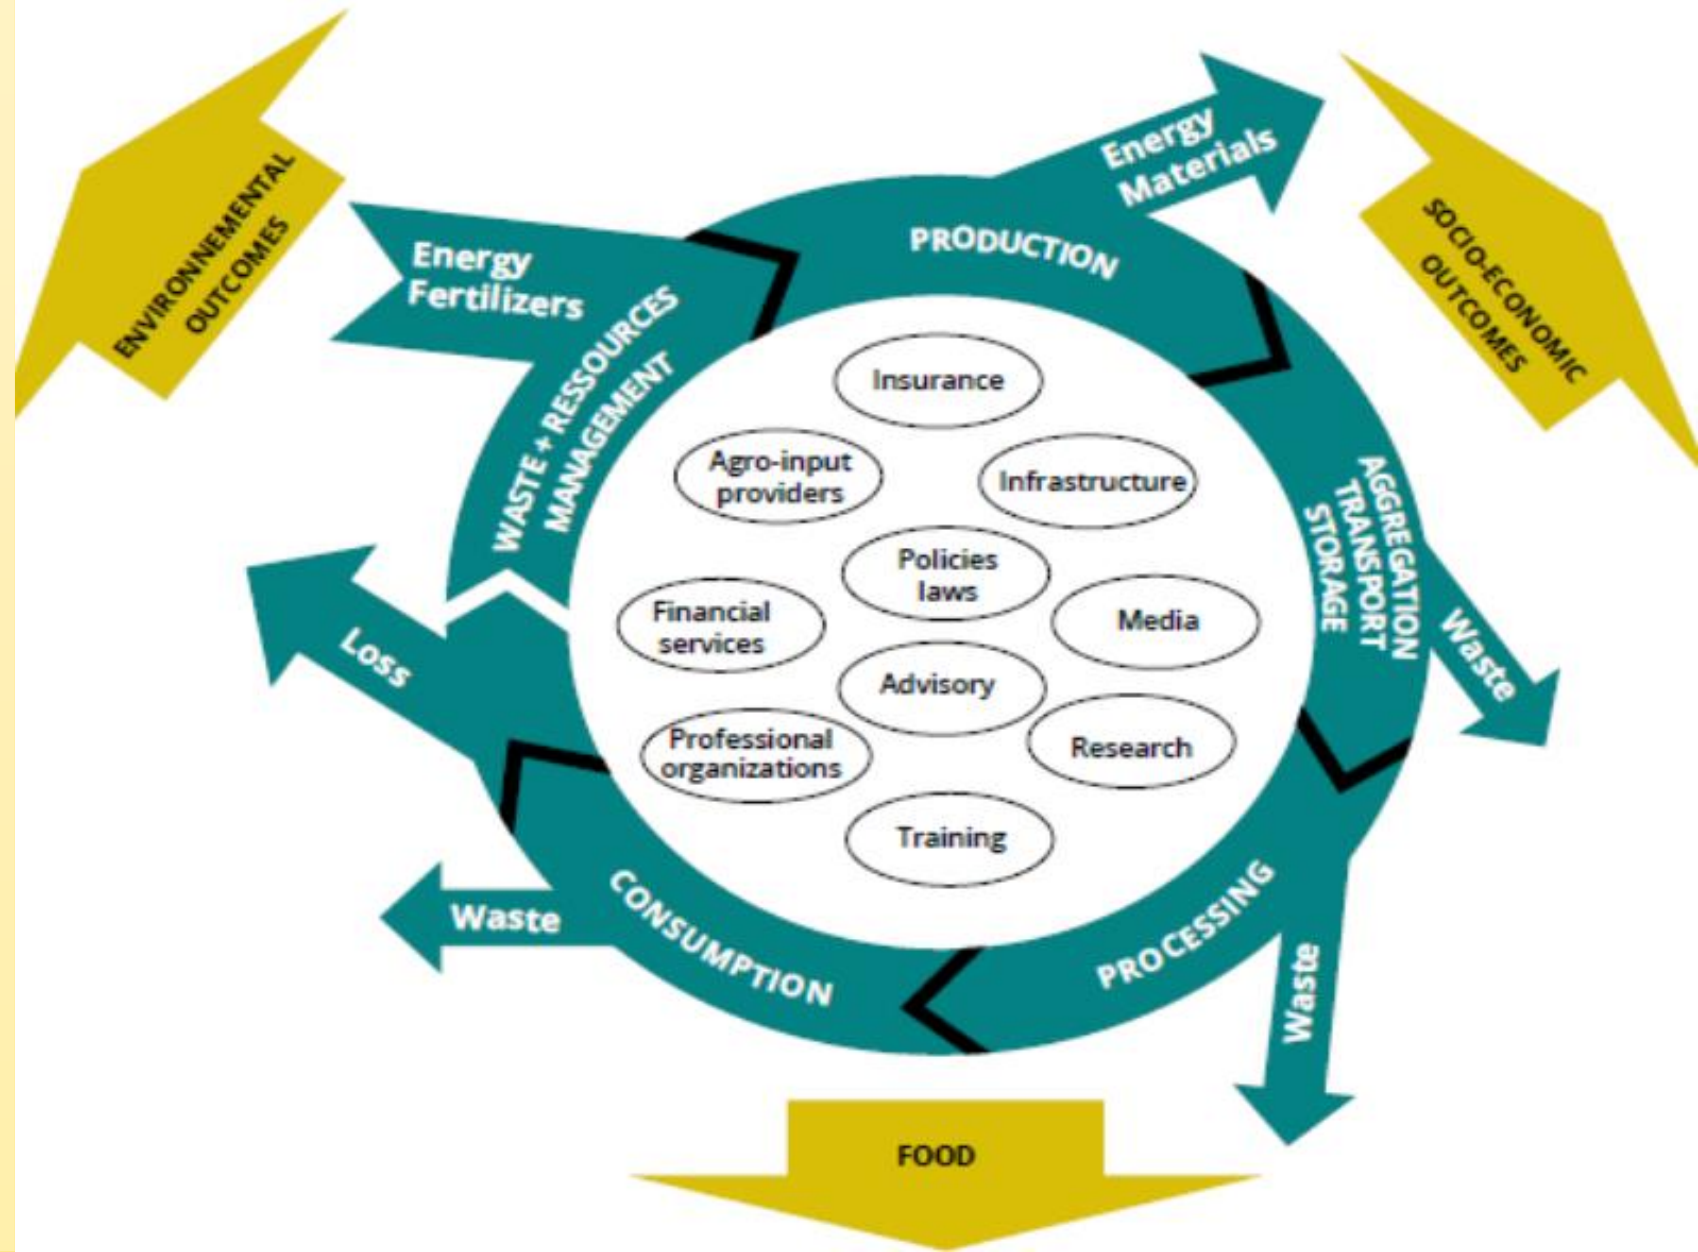 ENVIRONNEMENTAL
OUTCOMES
Energy
Fertilizers
WASTE + RESSOURCES
MANAGEMENT
PRODUCTION
Energy
Materials
SOCIO-ECONOMIC
OUTCOMES
AGGREGATION
TRANSPORT
STORAGE
Waste
PROCESSING
Waste
CONSUMPTION
Waste
Loss
Insurance
Agro-input
providers
Infrastructure
Policies
laws
Financial
services
Media
Advisory
Professional
organizations
Research
Training
FOOD